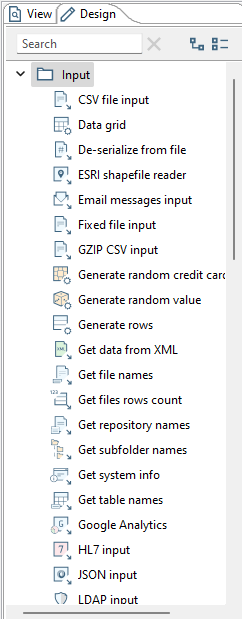 View Design
Search
Input
CSV file input
Data grid
De-serialize from file
ESRI shapefile reader
Email messages input
Fixed file input
GZIP CSV input
Generate random credit card
Generate random value
Generate rows
Get data from XML
Get file names
Get files rows count
Get repository names
Get subfolder names
Get system info
Get table names
Google Analytics
HL7 input
JSON input
LDAP input